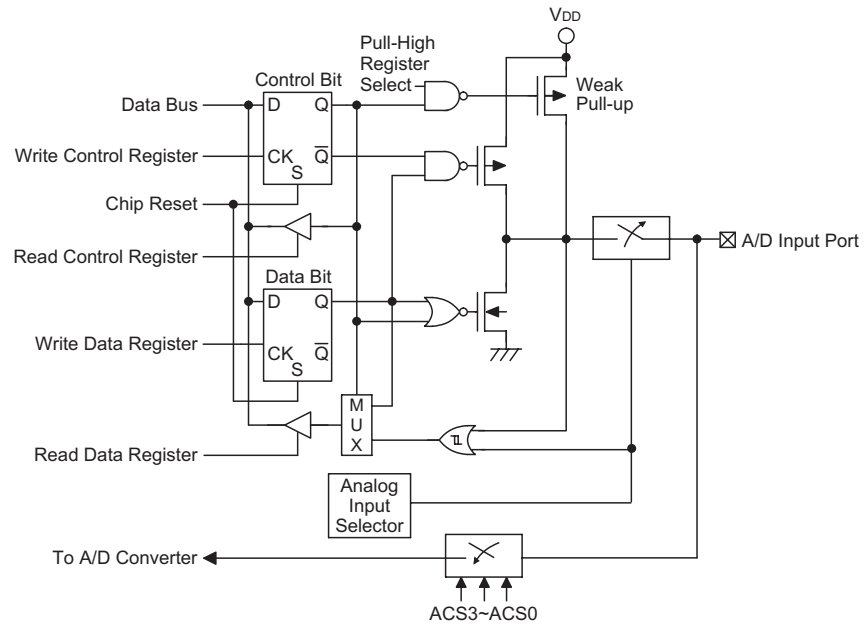 VDD
Pull-High
Register
Select
Control Bit
Weak
Pull-up
Data Bus
D
Q
Write Control Register
CK
Q
S
Chip Reset
Read Control Register
A/D Input Port
Data Bit
D
Q
Write Data Register
CK
Q
S
M
U
X
Read Data Register
Analog
Input
Selector
To A/D Converter
ACS3~ACS0